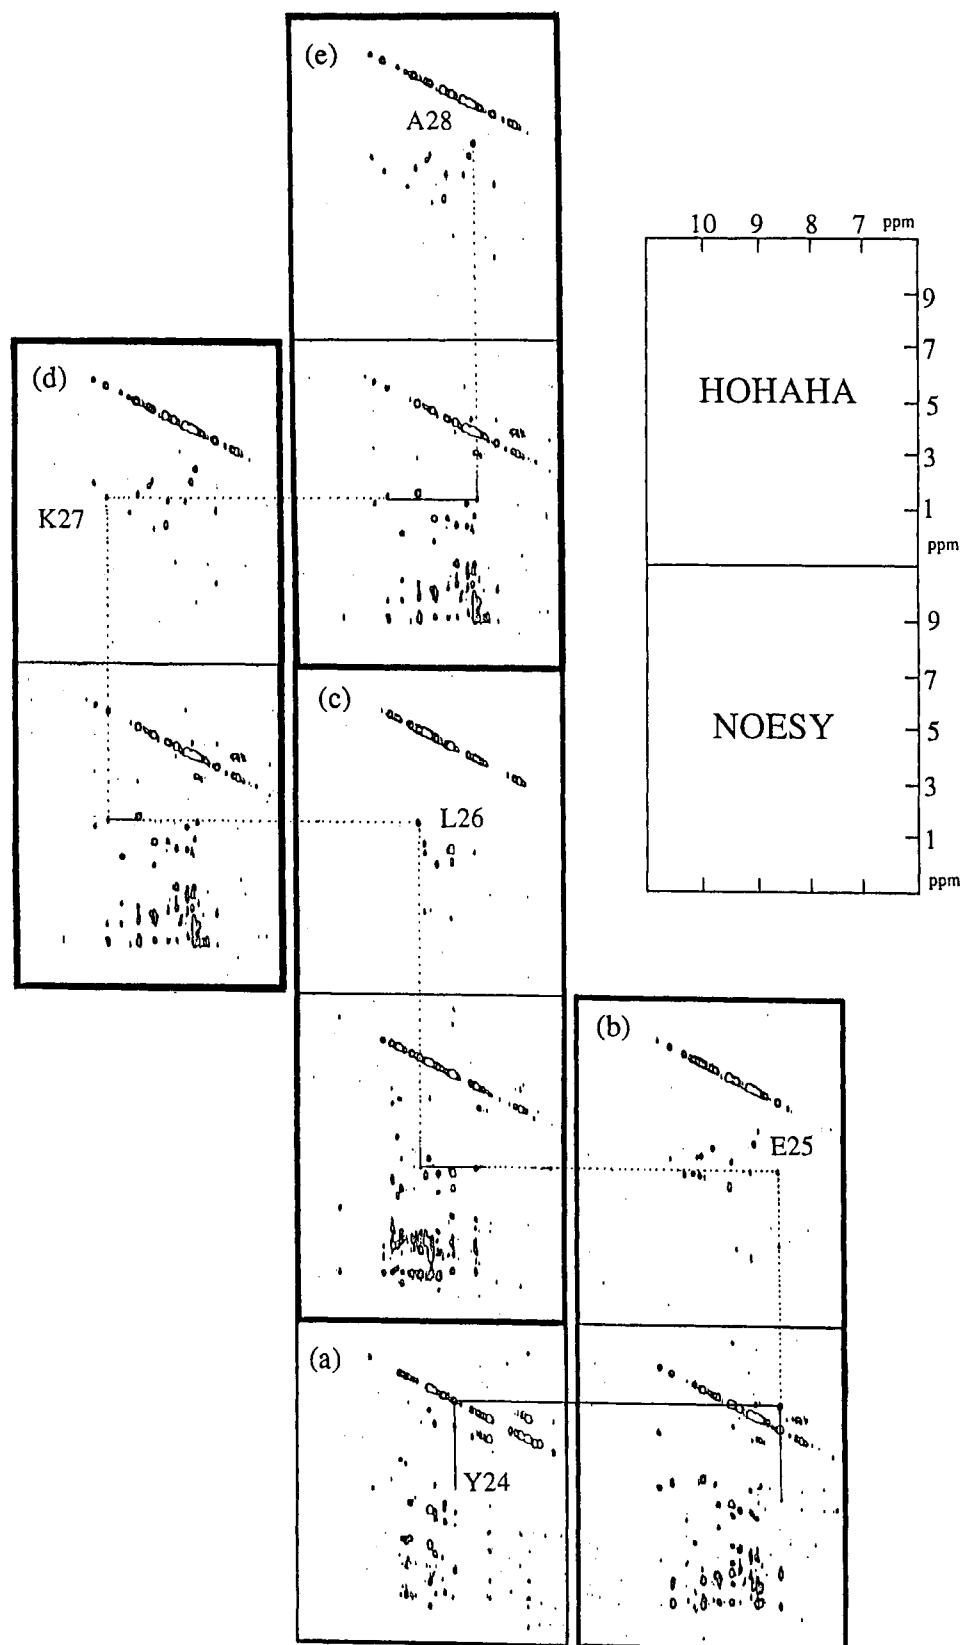 (e)
A28
10 9 8 7 ppm
9
7
HOHAHA
5
3
1
ppm
9
7
NOESY
5
3
1
ppm
(d)
K27
(c)
L26
(b)
E25
(a)
Y24